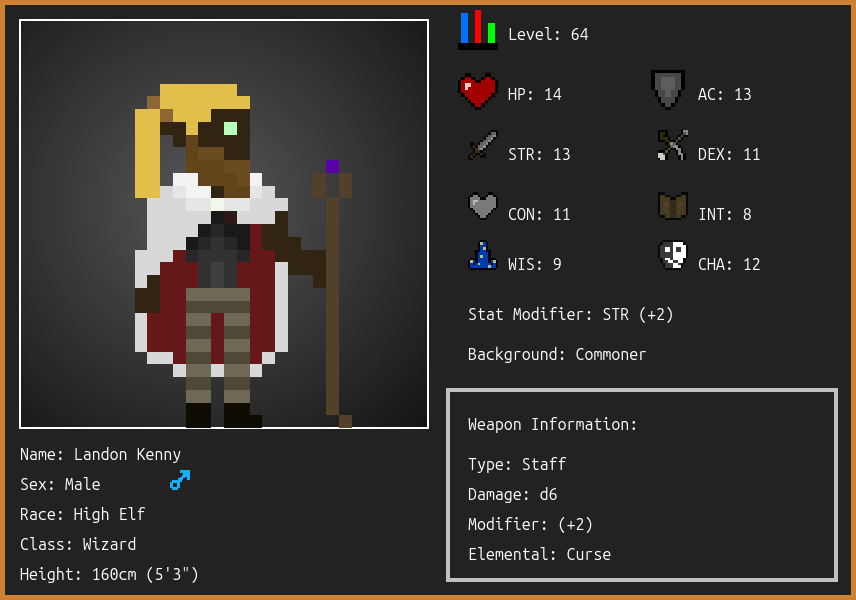 Level: 64
HP: 14
AC: 13
STR: 13
DEX: 11
CON: 11
INT: 8
WIS: 9
CHA: 12
Stat Modifier: STR (+2)
Background: Commoner
Weapon Information:
Type: Staff
Damage: d6
Modifier: (+2)
Elemental: Curse
Name: Landon Kenny
Sex: Male
Race: High Elf
Class: Wizard
Height: 160cm (5'3")